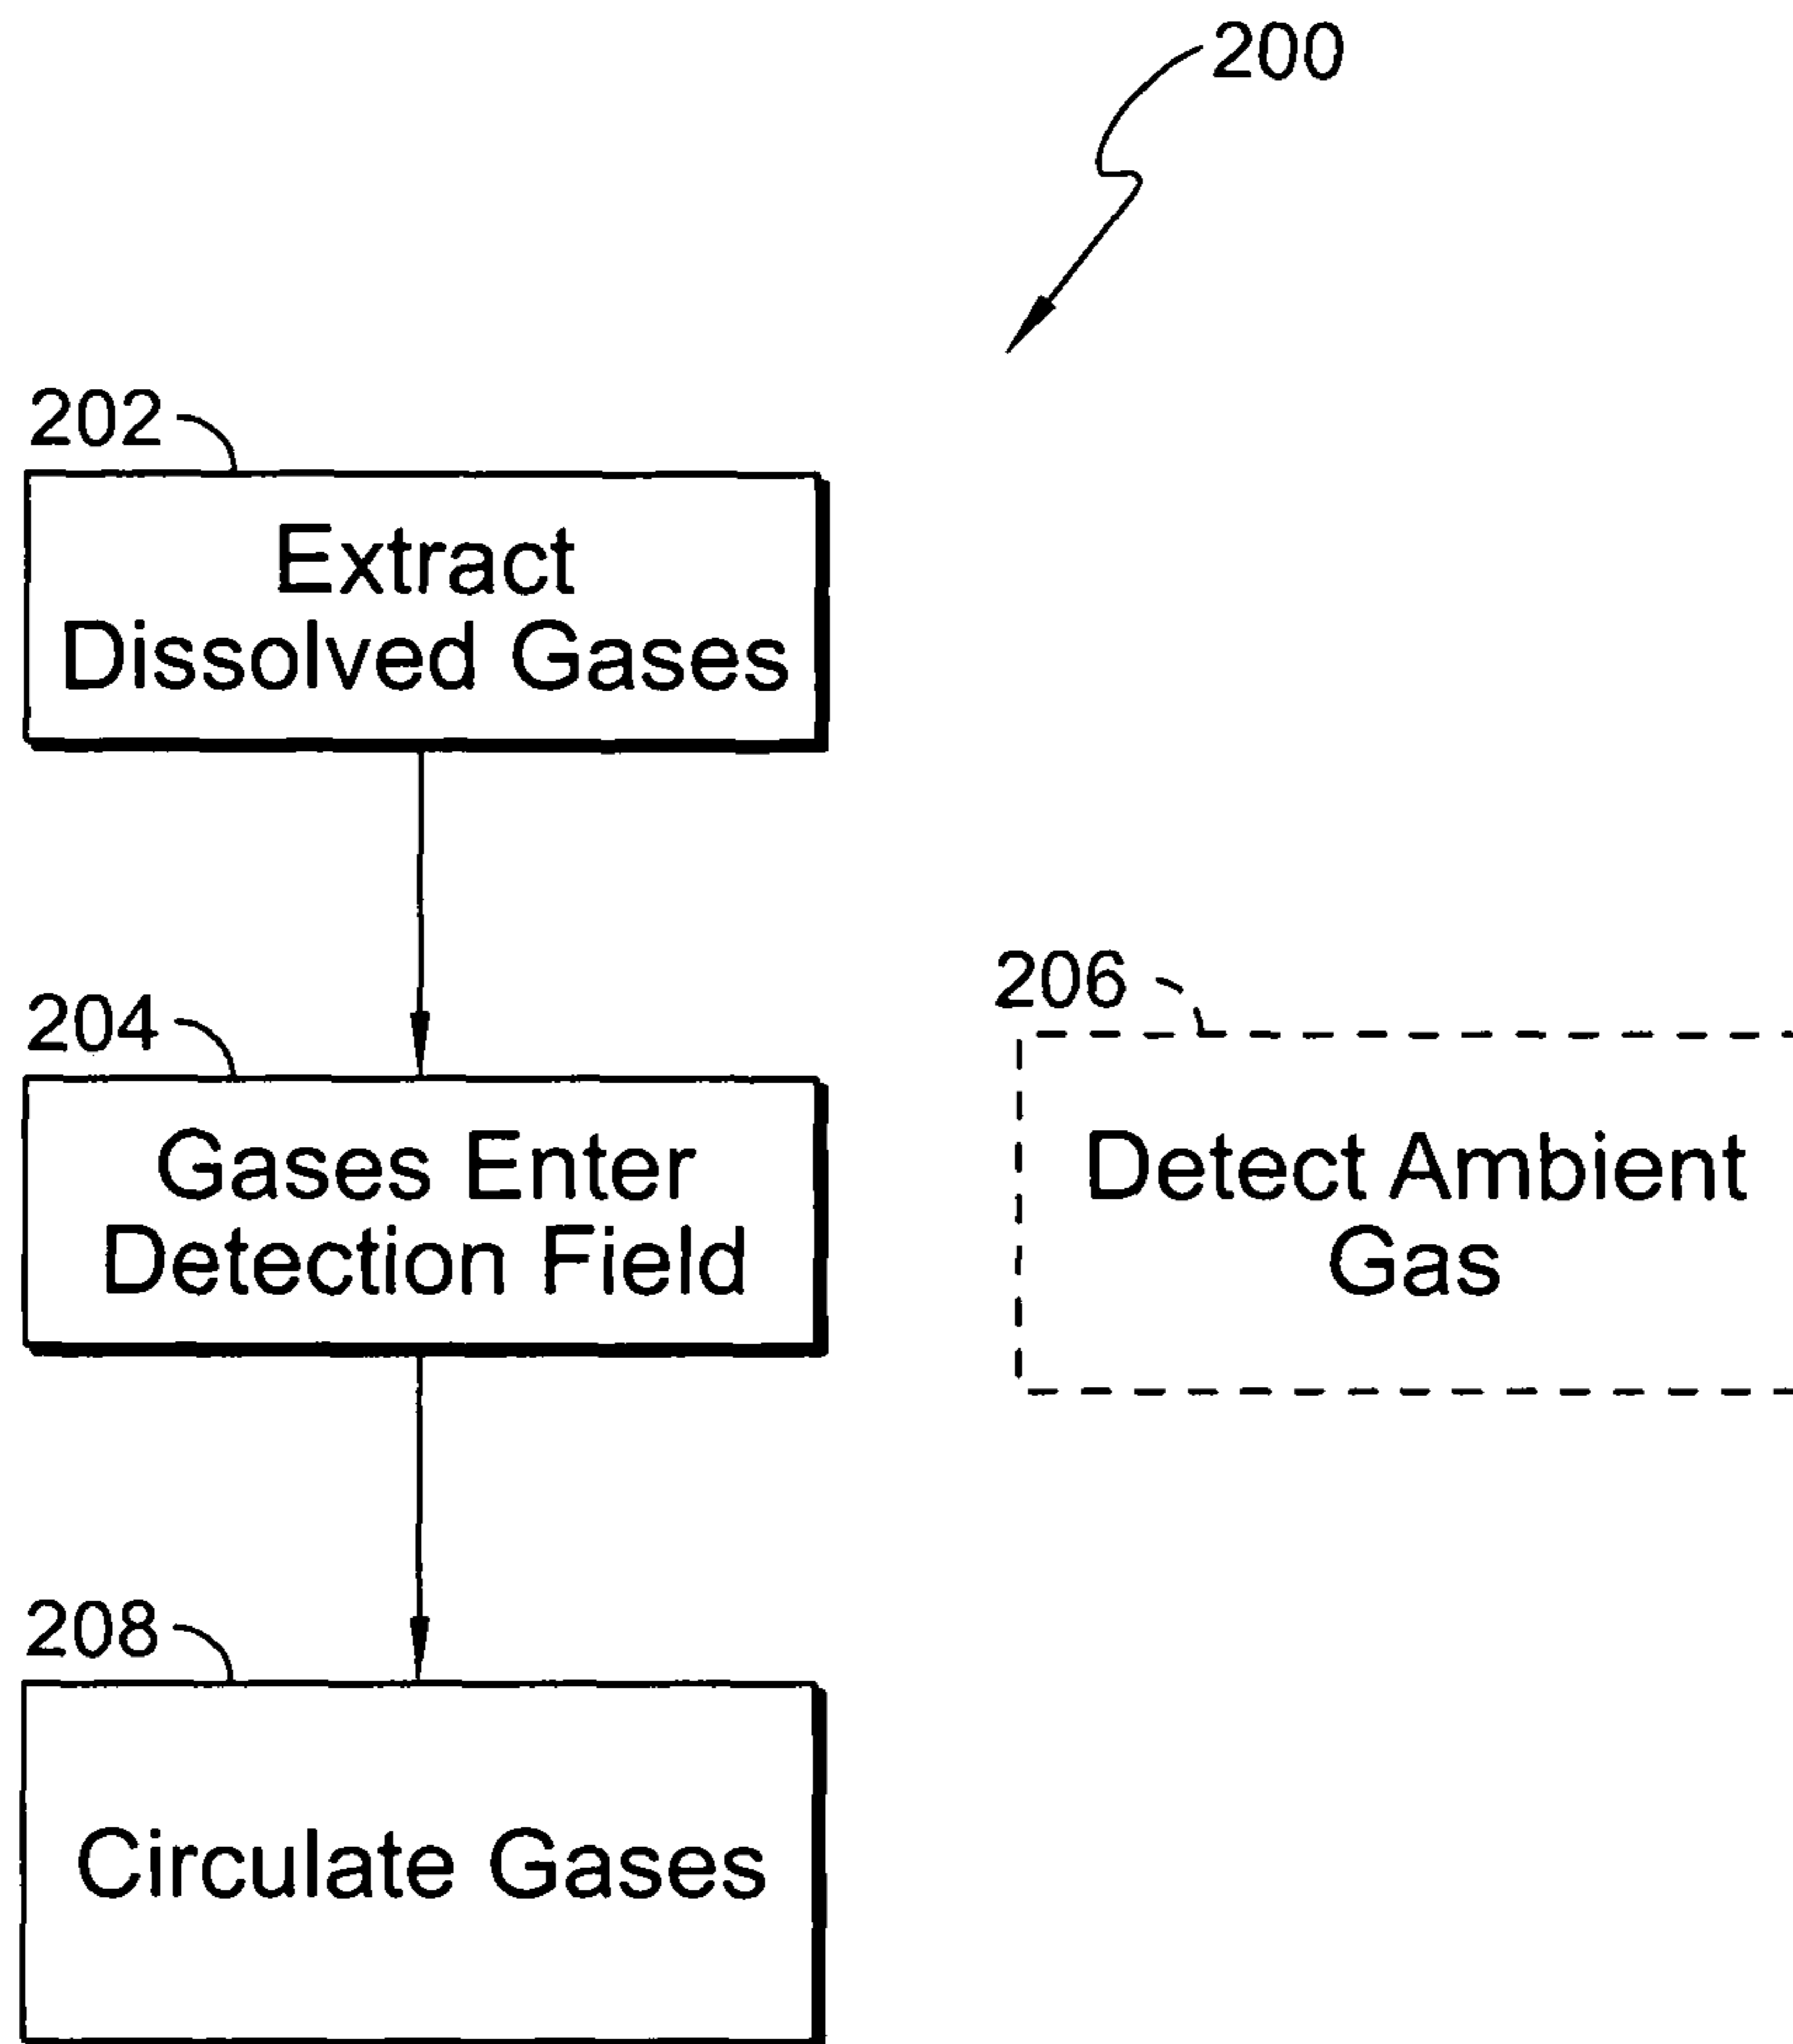 200
202
Extract
Dissolved Gases
204
Gases Enter
Detection Field
206
Detect Ambient
Gas
208
Circulate Gases